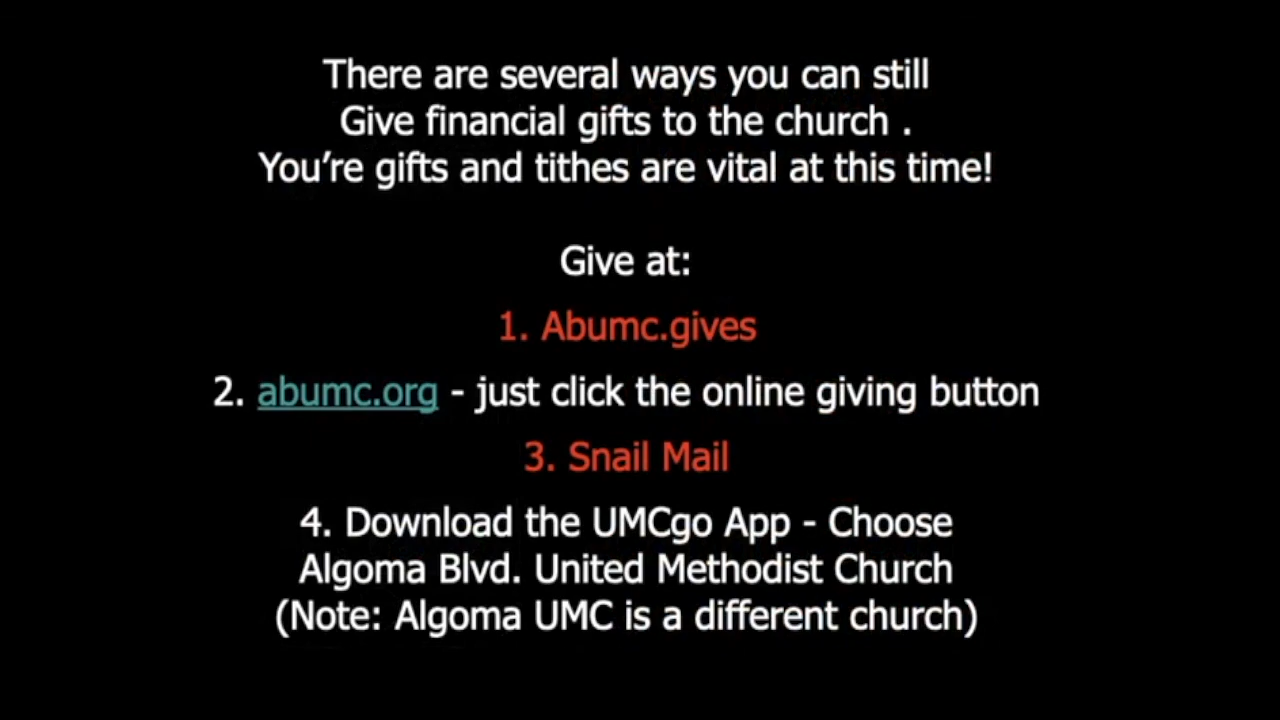 There are several ways you can still
Give financial gifts to the church .
You’re gifts and tithes are vital at this time!
Give at:
1. Abumc.gives
2. abumc.org - just click the online giving button
3. Snail Mail
4. Download the UMCgo App - Choose
Algoma Blvd. United Methodist Church
(Note: Algoma UMC is a different church)